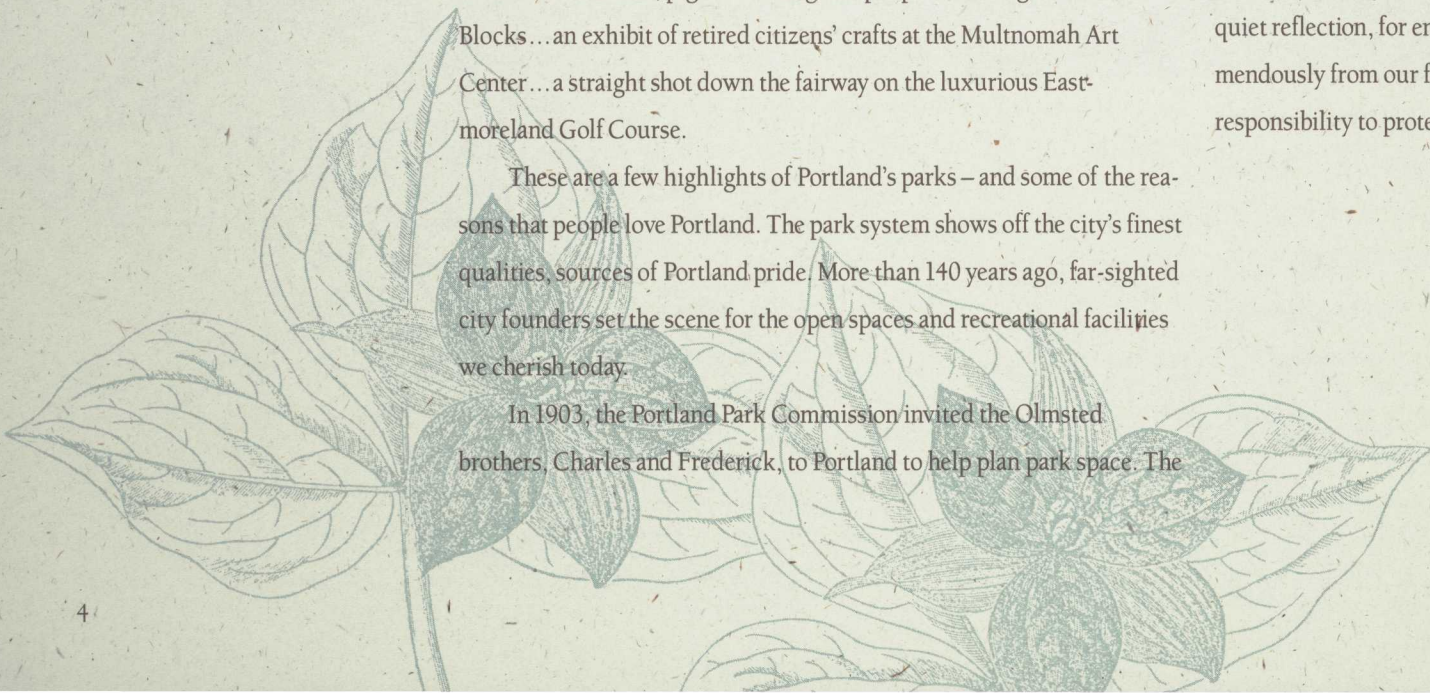 Blocks…an exhibit of retired citizens’ crafts at the Multnomah Art
Center…a straight shot down the fairway on the luxurious East-
moreland Golf Course.
These are a few highlights of Portland’s parks – and some of the rea-
sons that people love Portland. The park system shows off the city’s finest
qualities, sources of Portland pride. More than 140 years ago, far-sighted
city founders set the scene for the open spaces and recreational facilities
we cherish today.
In 1903, the Portland Park Commission invited the Olmsted
brothers, Charles and Frederick, to Portland to help plan park space. The
quiet reflection, for
mendously from our
responsibility to
4